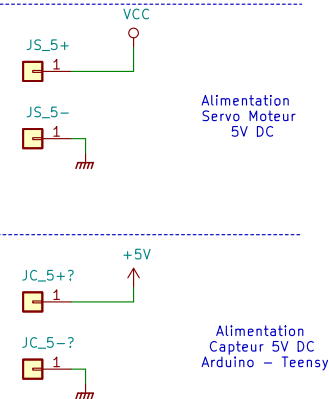 VCC
JS_5+
1
Alimentation
Servo Moteur
5V DC
JS_5-
1
+5V
JC_5+?
1
Alimentation
Capteur 5V DC
Arduino - Teensy
JC_5-?
1